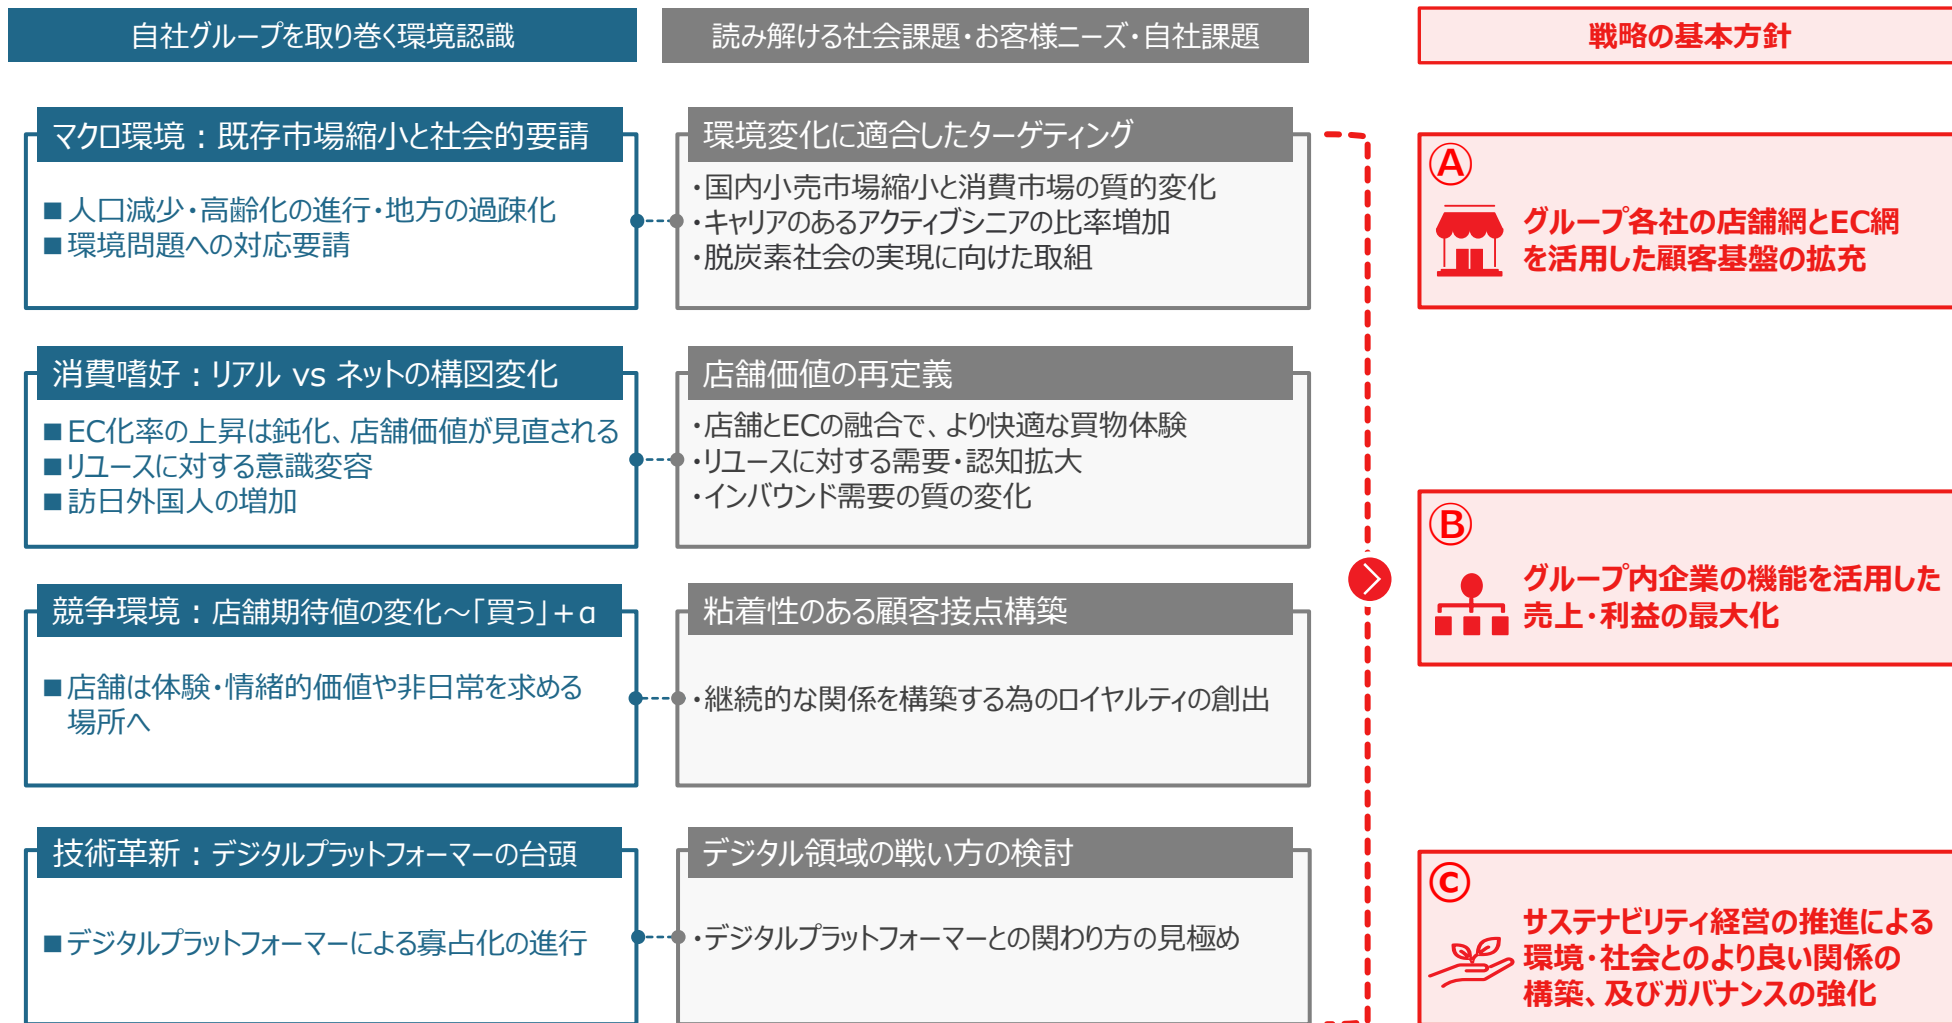 自社グループを取り巻く環境認識
読み解ける社会課題・お客様ニーズ・自社課題
戦略の基本方針
マクロ環境：既存市場縮小と社会的要請
■人口減少・高齢化の進行・地方の過疎化
■環境問題への対応要請
環境変化に適合したターゲティング
・国内小売市場縮小と消費市場の質的変化
・キャリアのあるアクティブシニアの比率増加
・脱炭素社会の実現に向けた取組
消費嗜好：リアル vs ネットの構図変化
■EC化率の上昇は鈍化、店舗価値が見直される
■リユースに対する意識変容
■訪日外国人の増加
店舗価値の再定義
・店舗とECの融合で、より快適な買物体験
・リユースに対する需要・認知拡大
・インバウンド需要の質の変化
競争環境：店舗期待値の変化～「買う」+α
■店舗は体験・情緒的価値や非日常を求める
場所へ
粘着性のある顧客接点構築
・継続的な関係を構築する為のロイヤルティの創出
技術革新：デジタルプラットフォーマーの台頭
■デジタルプラットフォーマーによる寡占化の進行
デジタル領域の戦い方の検討
・デジタルプラットフォーマーとの関わり方の見極め
Ⓐ
グループ各社の店舗網とEC網
を活用した顧客基盤の拡充
Ⓑ
グループ内企業の機能を活用した
売上・利益の最大化
Ⓒ
サステナビリティ経営の推進による
環境・社会とのより良い関係の
構築、及びガバナンスの強化